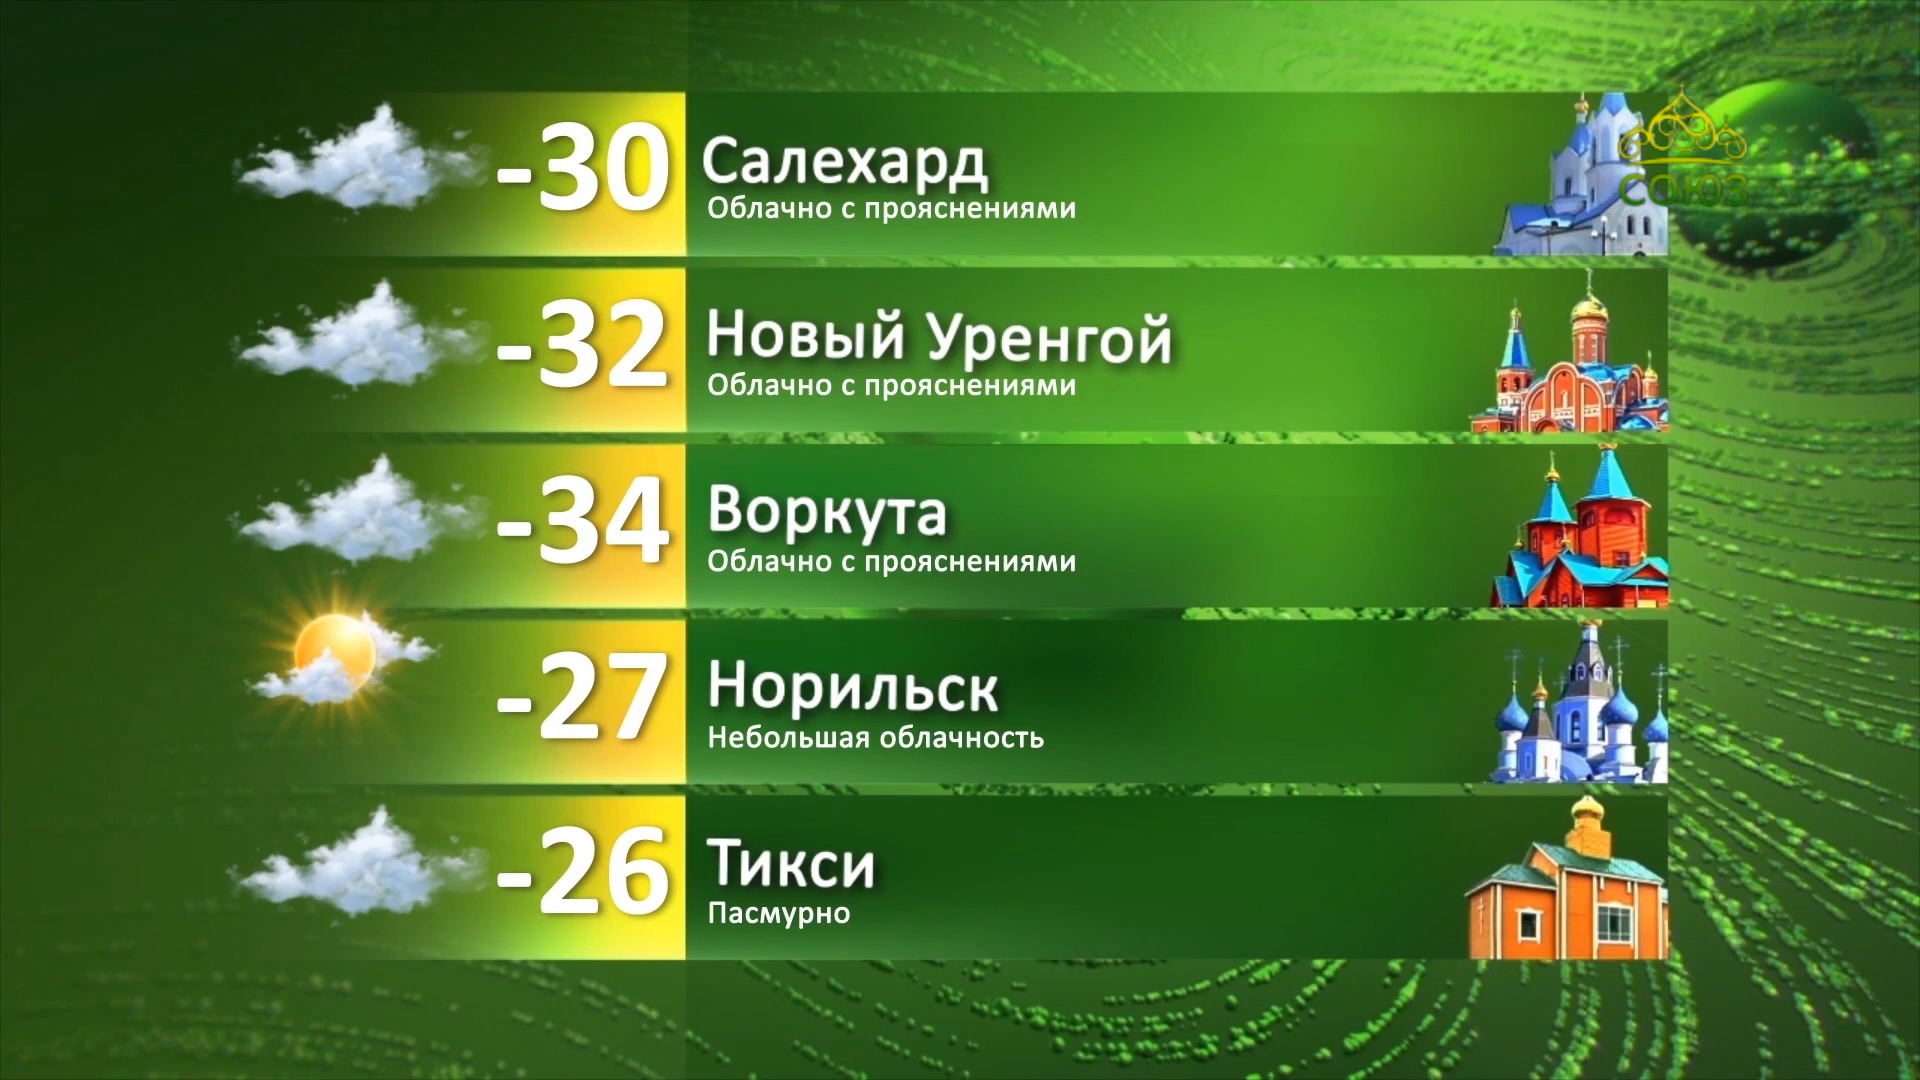 -30
Салехард
Облачно с прояснениями
СОЮЗ
-32
Новый Уренгой
Облачно с прояснениями
-34
Воркута
Облачно с прояснениями
-27
Норильск
Небольшая облачность
-26
Тикси
Пасмурно